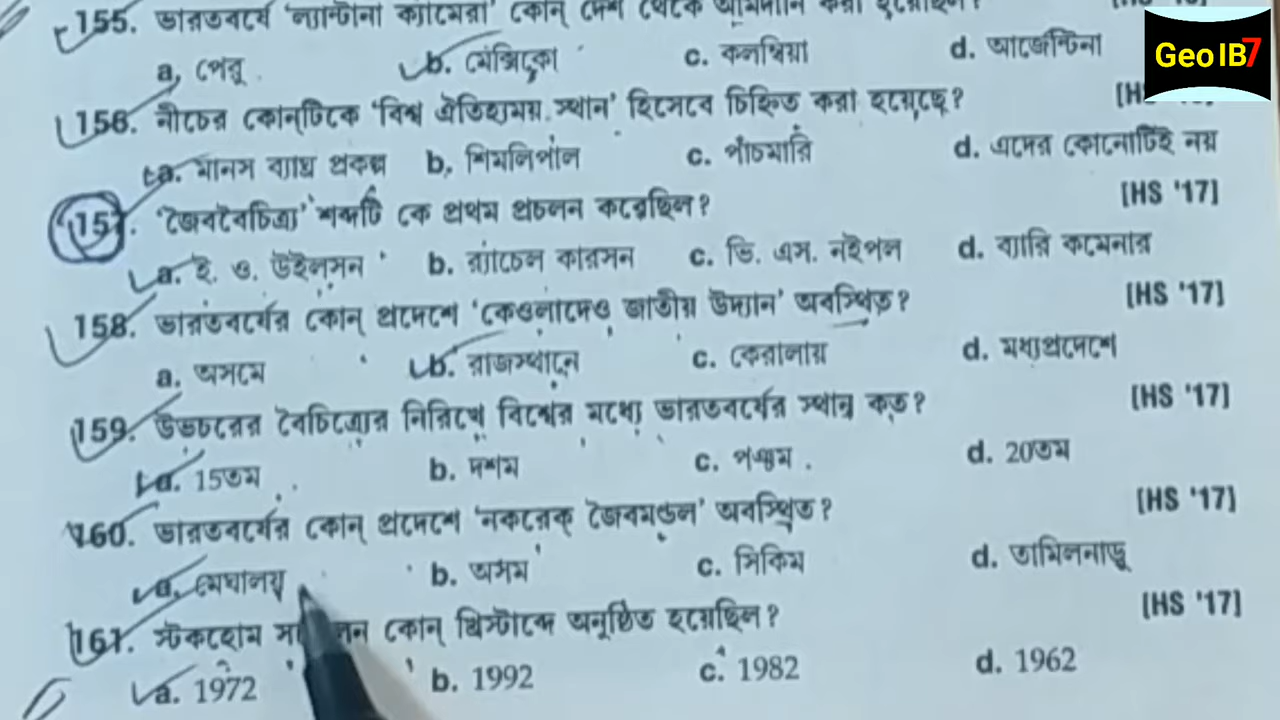 155. ভারতবর্ষে 'ল্যান্টানা ক্যামেরা' কোন্ দেশ থেকে আমদানি করা হয়েছিল?
a, পেরু b. মেক্সিকো c. কলম্বিয়া d. আর্জেন্টিনা
GeoIB7
156. নীচের কোন্‌টিকে 'বিশ্ব ঐতিহ্যময় স্থান' হিসেবে চিহ্নিত করা হয়েছে?
a. মানস ব্যাঘ্র প্রকল্প b, শিমলিপাল c. পাঁচমারি d. এদের কোনোটিই নয়
157. 'জৈববৈচিত্র্য' শব্দটি কে প্রথম প্রচলন করেছিল? [HS '17]
a. ই. ও. উইলসন b. র‍্যাচেল কারসন c. ভি. এস. নইপল d. ব্যারি কমেনার
158. ভারতবর্ষের কোন্ প্রদেশে 'কেওলাদেও জাতীয় উদ্যান' অবস্থিত? [HS '17]
a. অসমে b. রাজস্থানে c. কেরালায় d. মধ্যপ্রদেশে
159. উভচরের বৈচিত্র্যের নিরিখে বিশ্বের মধ্যে ভারতবর্ষের স্থান কত? [HS '17]
a. 15তম b. দশম c. পঞ্চম . d. 20তম
160. ভারতবর্ষের কোন্ প্রদেশে 'নকরেক্ জৈবমণ্ডল' অবস্থিত? [HS '17]
a. মেঘালয় b. অসম c. সিকিম d. তামিলনাড়ু
161. স্টকহোম কোন্ খ্রিস্টাব্দে অনুষ্ঠিত হয়েছিল? [HS '17]
a. 1972 b. 1992 c. 1982 d. 1962